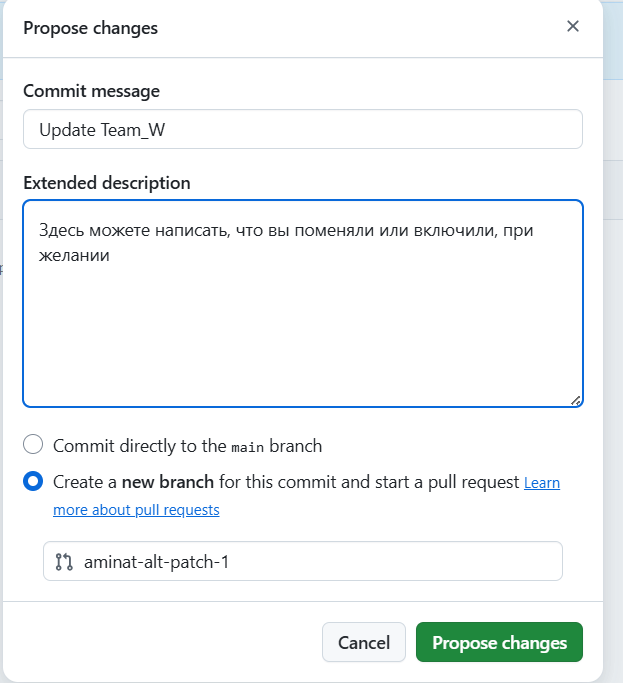 Propose changes
Commit message
Update Team_W
Extended description
Здесь можете написать, что вы поменяли или включили, при
желании
Commit directly to the main branch
Create a new branch for this commit and start a pull request Learn
more about pull requests
aminat-alt-patch-1
Cancel
Propose changes